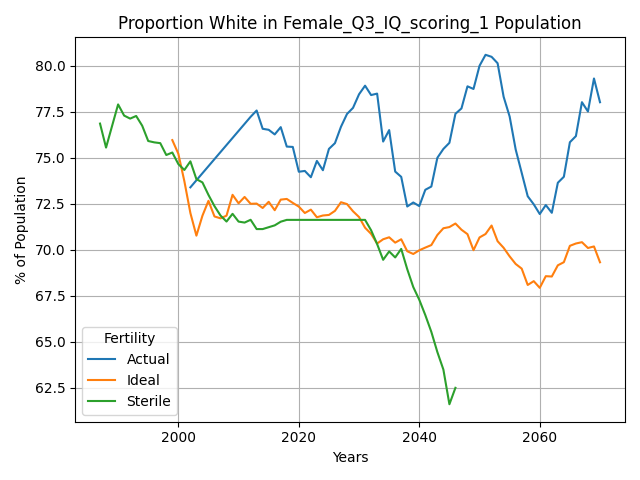 Proportion White in Female_Q3_IQ_scoring_1 Population
% of Population
80.0
77.5
75.0
72.5
70.0
67.5
65.0
62.5
Fertility
Actual
Ideal
Sterile
2000
2020
2040
2060
Years